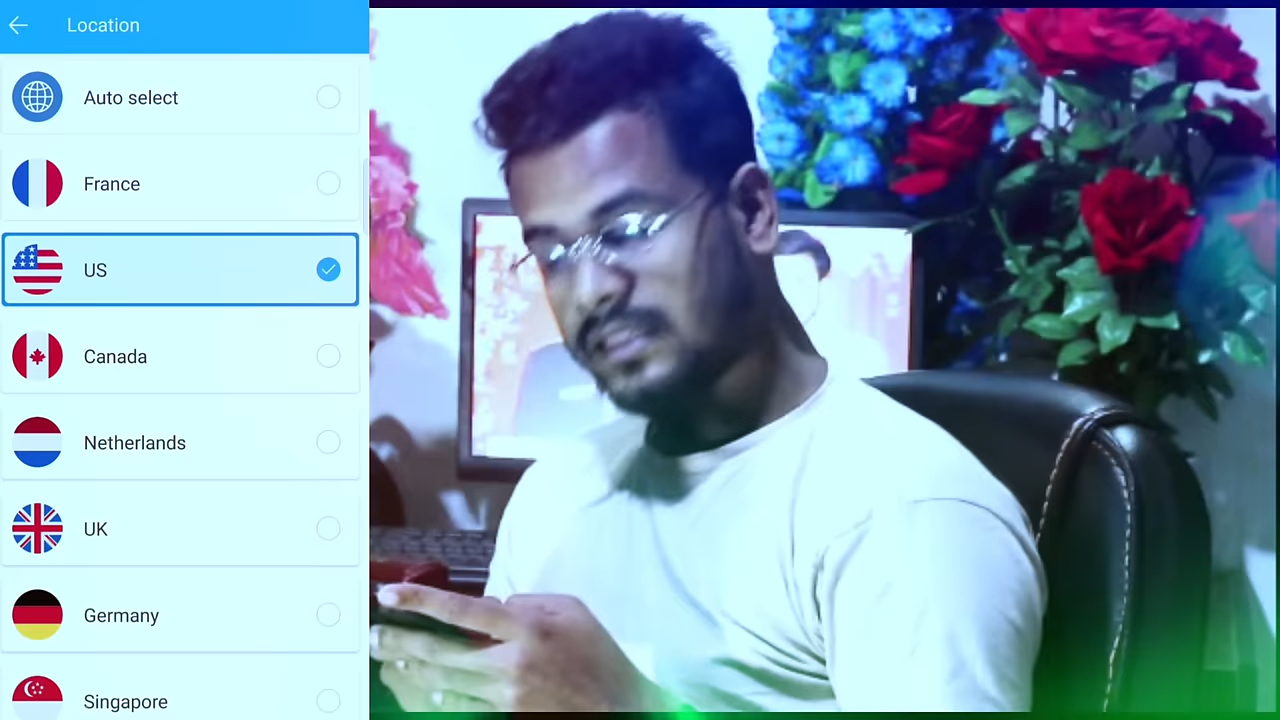 Location
Auto select
France
US
Canada
Netherlands
UK
Germany
Singapore